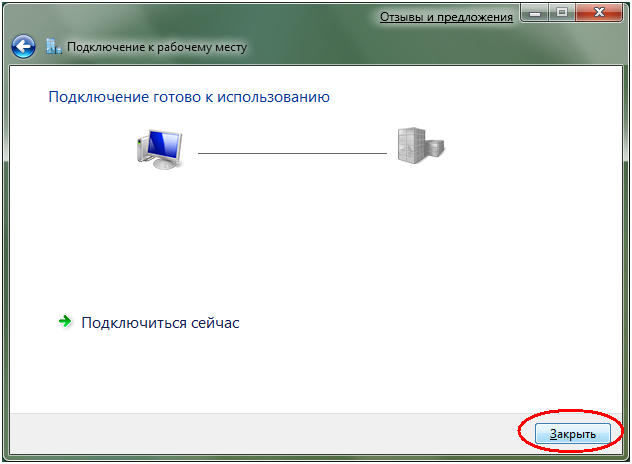 Отзывы и предложения
Подключение к рабочему месту
Подключение готово к использованию
Подключиться сейчас
Закрыть